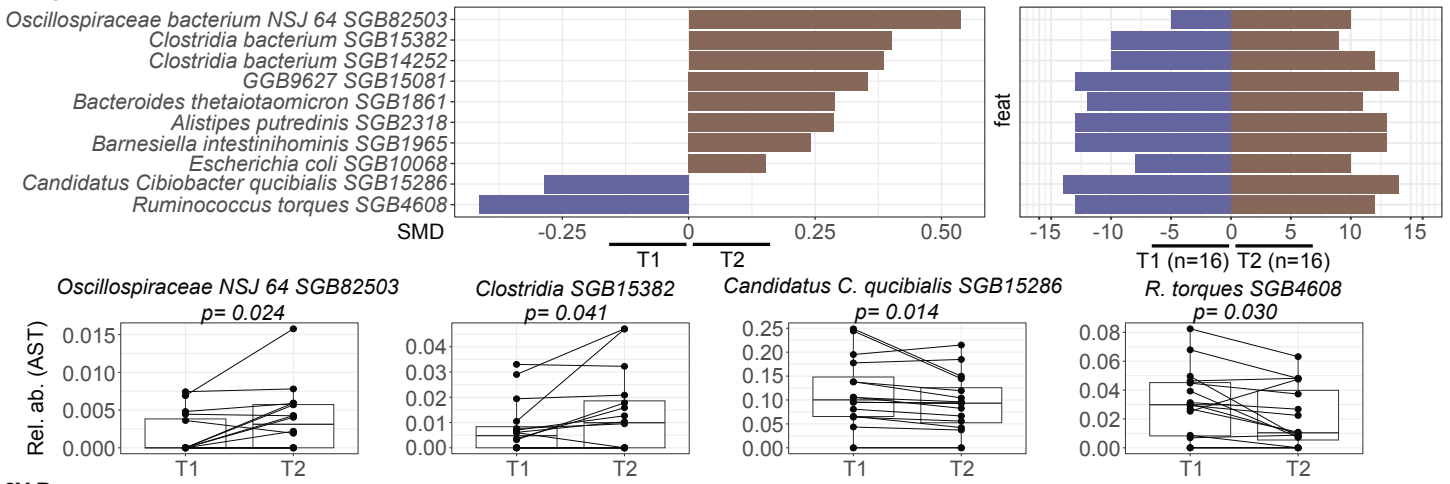 Oscillospiraceae bacterium NSJ 64 SGB82503
Clostridia bacterium SGB15382
Clostridia bacterium SGB14252
GGB9627 SGB15081
Bacteroides thetaiotaomicron SGB1861
Alistipes putredinis SGB2318
Barnesiella intestinihominis SGB1965
Escherichia coli SGB10068
Candidatus Cibiobacter qucibialis SGB15286
Ruminococcus torques SGB4608
SMD -0.25 0 0.25 0.50
T1 T2
feat
-15 -10 -5 0 5 10 15
T1 (n=16) T2 (n=16)
Oscillospiraceae NSJ 64 SGB82503
p= 0.024
Rel. ab. (AST)
0.015
0.010
0.005
0.000
T1 T2
Clostridia SGB15382
p= 0.041
0.04
0.03
0.02
0.01
0.00
T1 T2
Candidatus C. qucibialis SGB15286
p= 0.014
0.25
0.20
0.15
0.10
0.05
0.00
T1 T2
R. torques SGB4608
p= 0.030
0.08
0.06
0.04
0.02
0.00
T1 T2